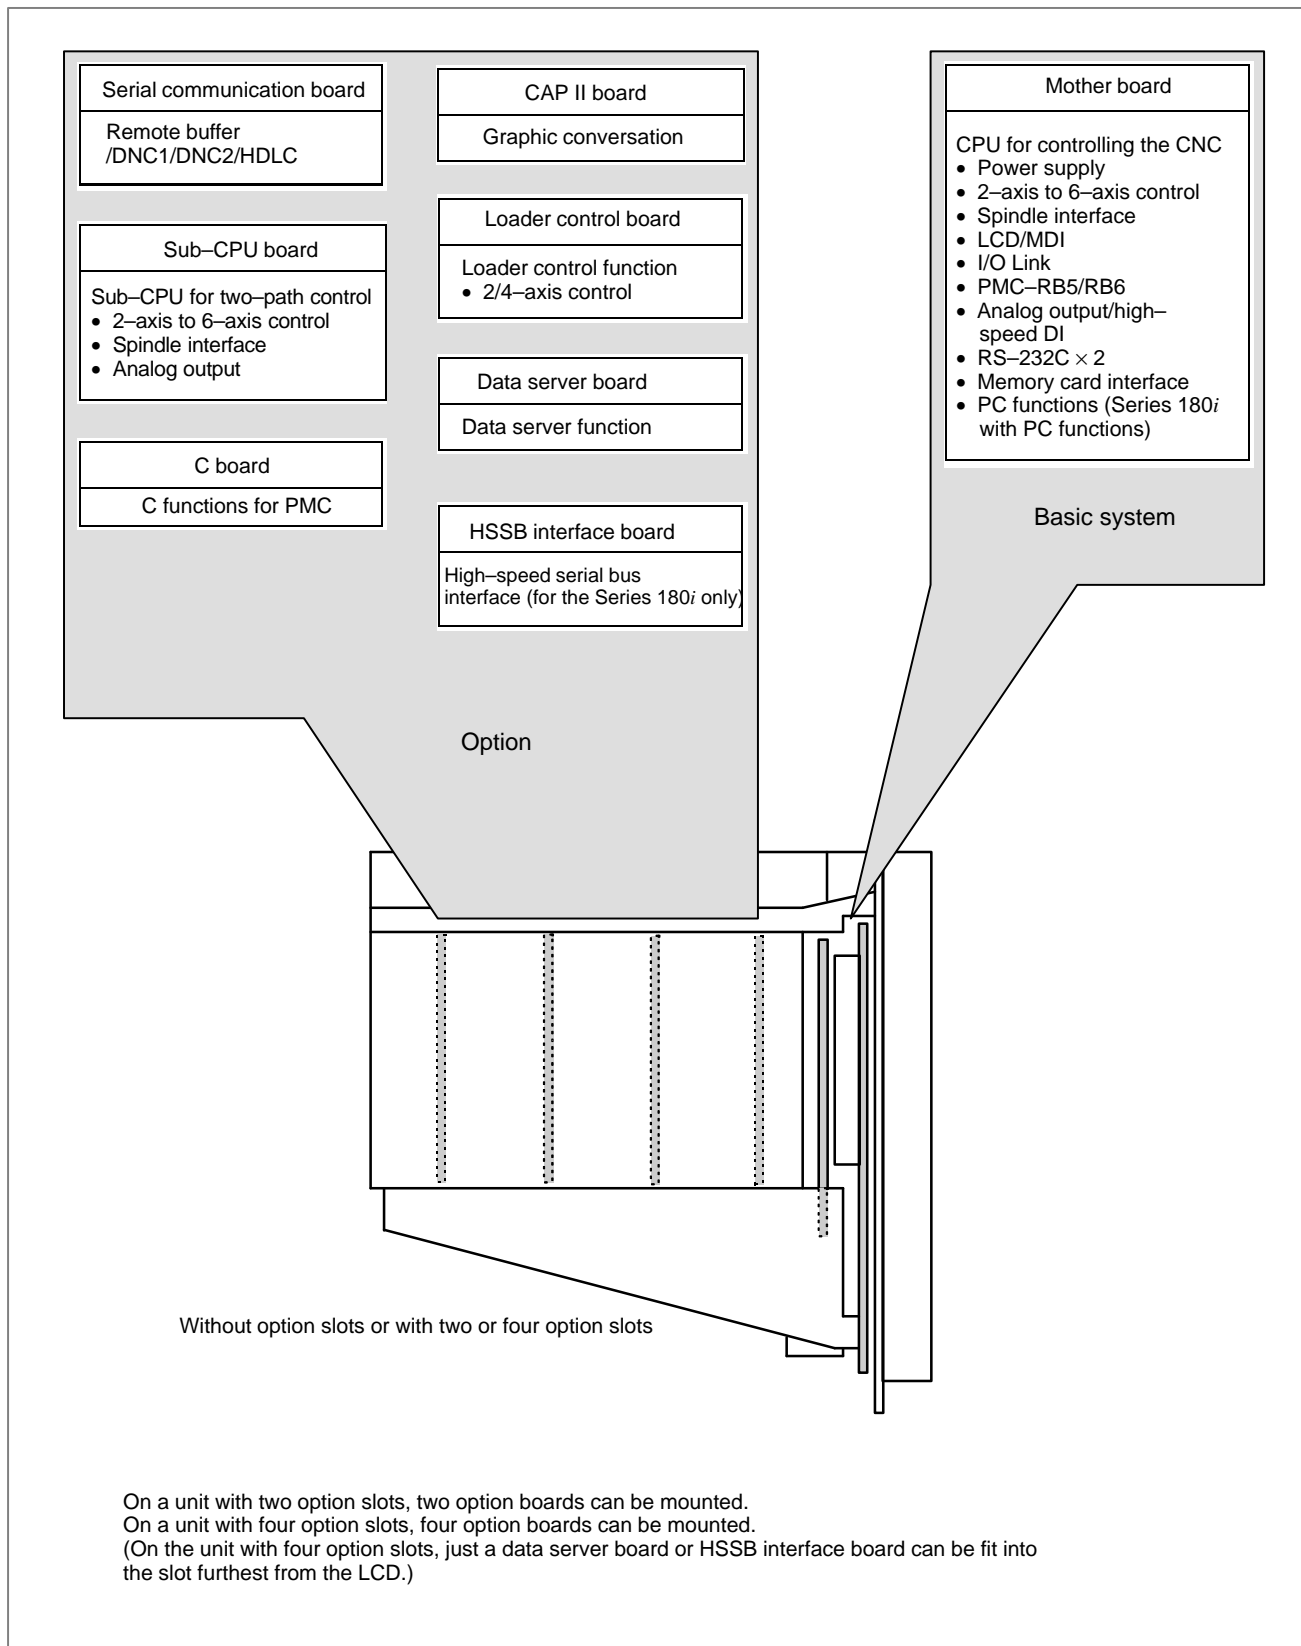 Serial communication board
Remote buffer
/DNC1/DNC2/HDLC
Sub–CPU board
Sub–CPU for two–path control
• 2–axis to 6–axis control
• Spindle interface
• Analog output
C board
C functions for PMC
CAP II board
Graphic conversation
Loader control board
Loader control function
• 2/4–axis control
Data server board
Data server function
HSSB interface board
High–speed serial bus
interface (for the Series 180i only)
Option
Mother board
CPU for controlling the CNC
• Power supply
• 2–axis to 6–axis control
• Spindle interface
• LCD/MDI
• I/O Link
• PMC–RB5/RB6
• Analog output/high–
speed DI
• RS–232C × 2
• Memory card interface
• PC functions (Series 180i
with PC functions)
Basic system
Without option slots or with two or four option slots
On a unit with two option slots, two option boards can be mounted.
On a unit with four option slots, four option boards can be mounted.
(On the unit with four option slots, just a data server board or HSSB interface board can be fit into
the slot furthest from the LCD.)